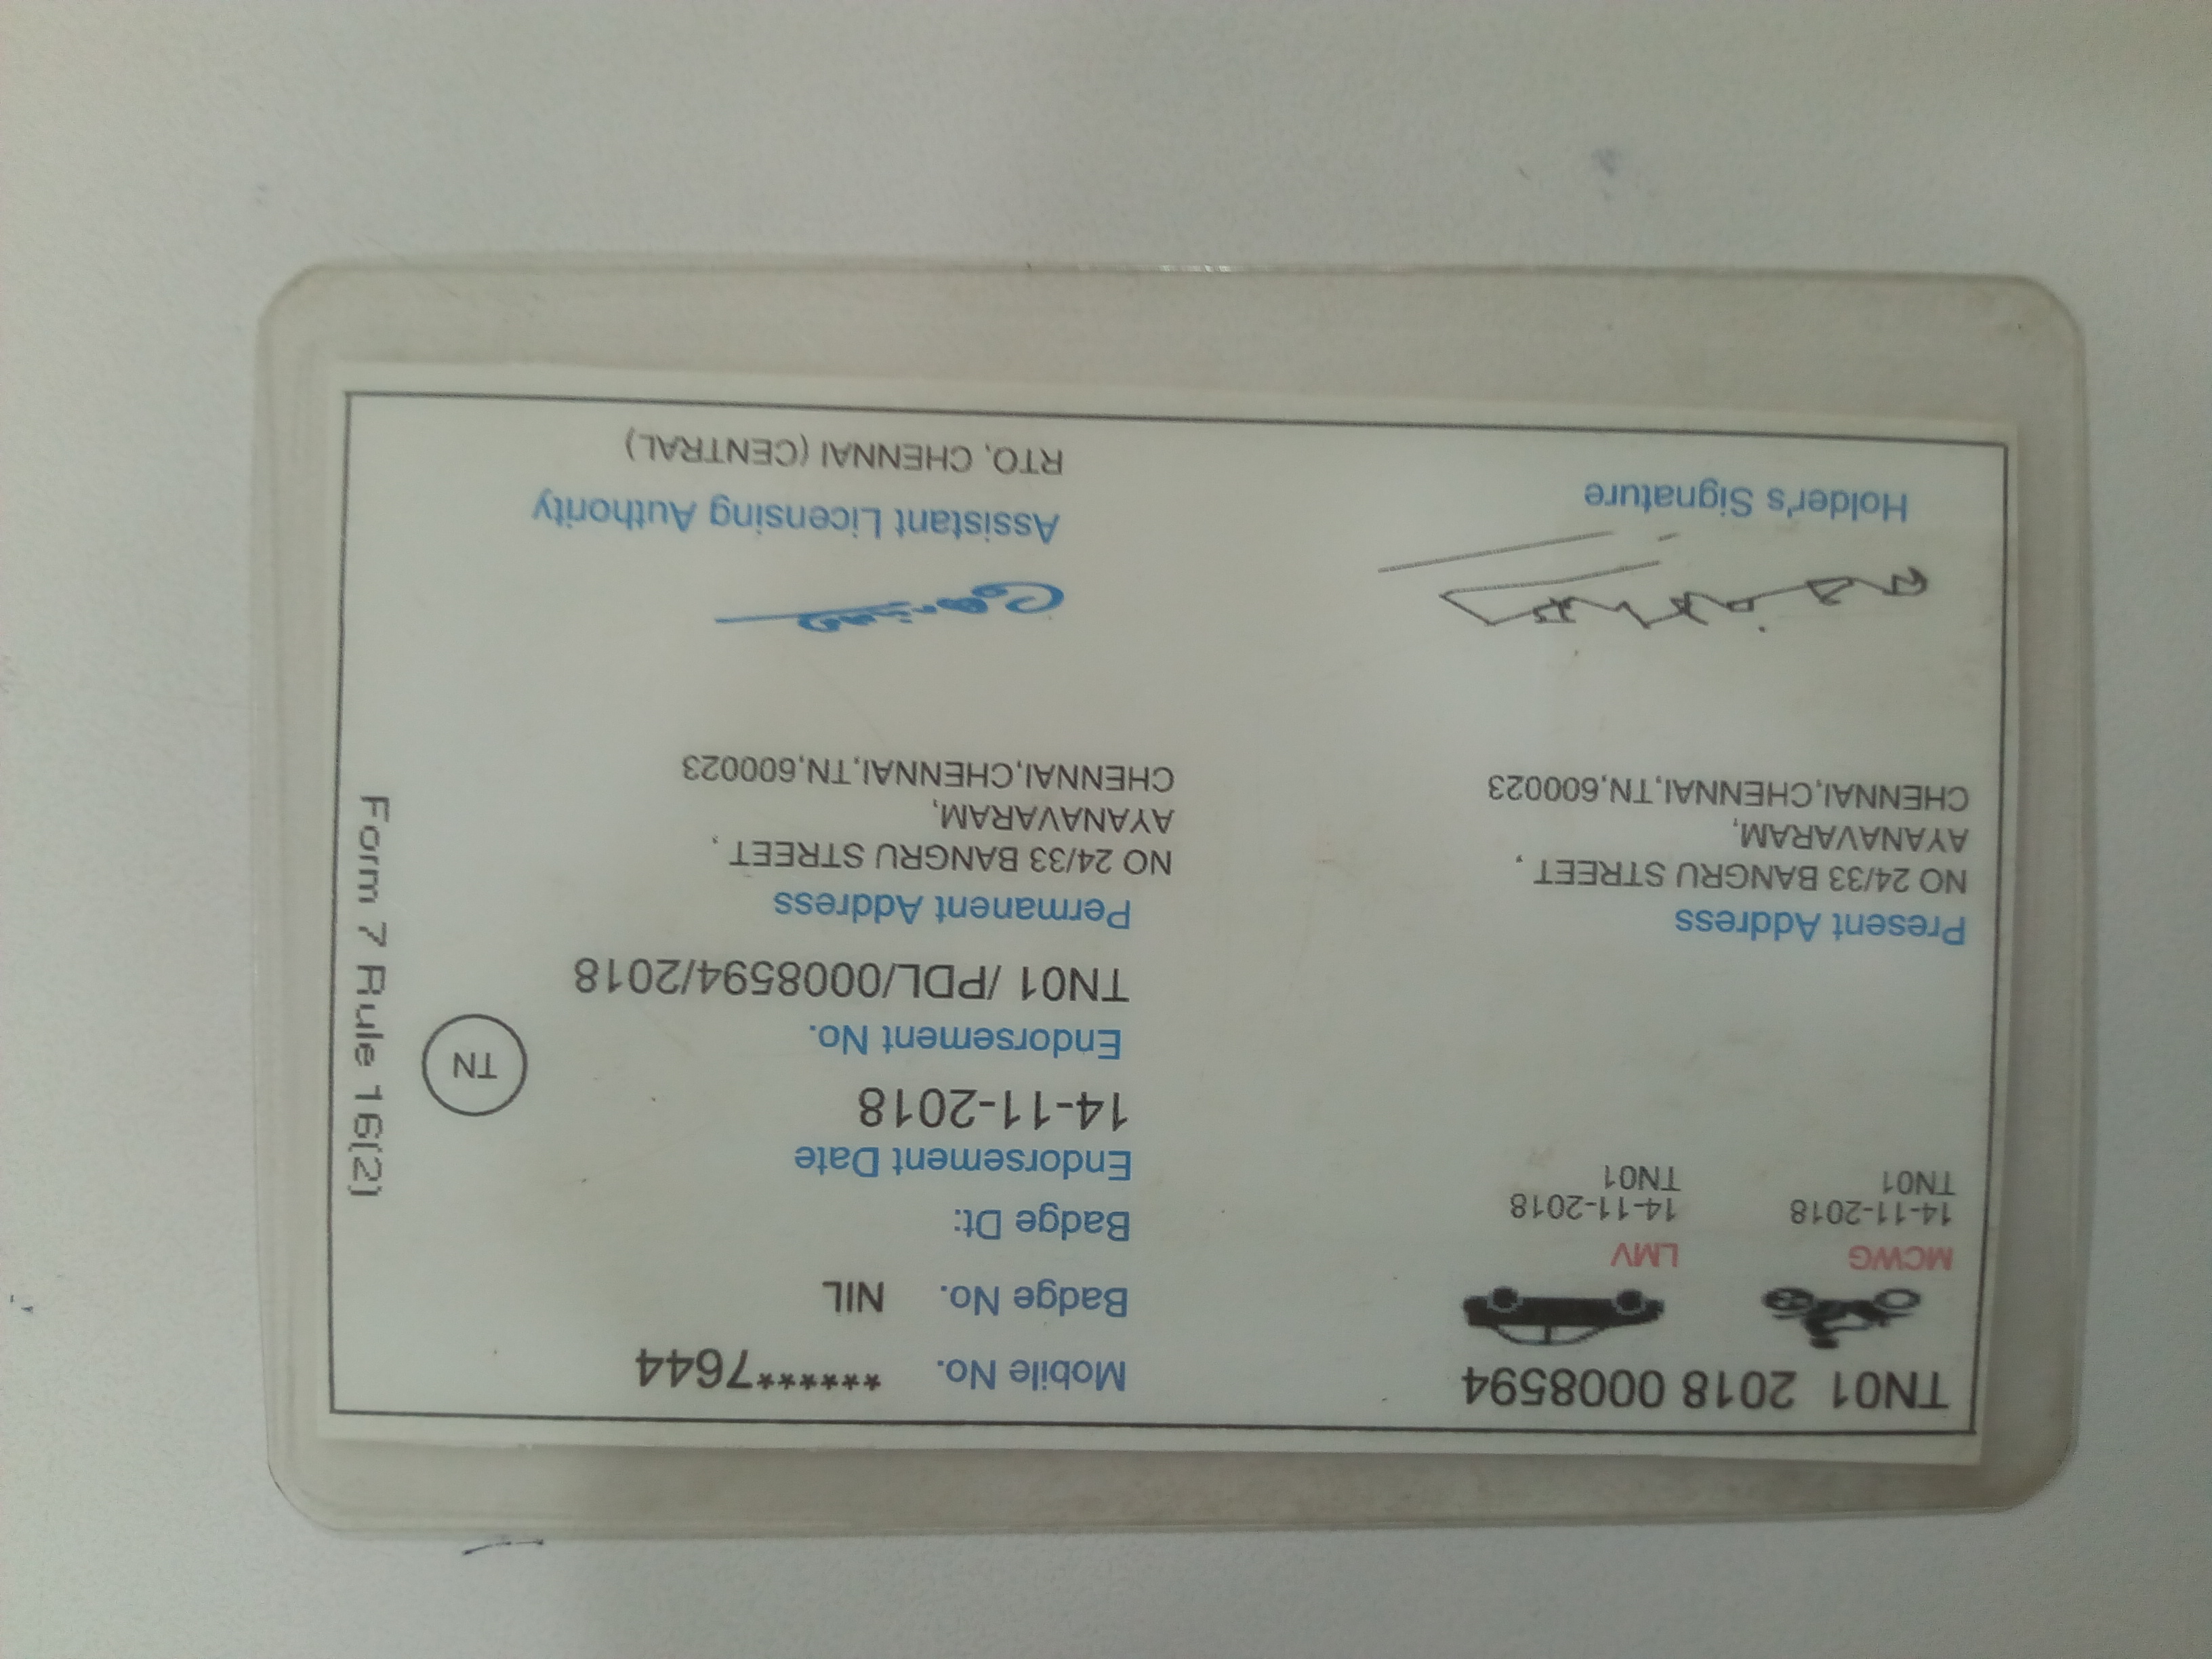 TN01 2018 0008594
MCWG
14-11-2018
TN01
LMV
14-11-2018
TN01
Present Address
NO 24/33 BANGRU STREET ,
AYANAVARAM,
CHENNAI,CHENNAI,TN,600023
Holder's Signature
Mobile No. ******7644
Badge No. NIL
Badge Dt:
Endorsement Date
14-11-2018
Endorsement No.
TN01 /PDL/0008594/2018
Permanent Address
NO 24/33 BANGRU STREET ,
AYANAVARAM,
CHENNAI,CHENNAI,TN,600023
Assistant Licensing Authority
RTO, CHENNAI (CENTRAL)
TN
Form 7 Rule 16(2)